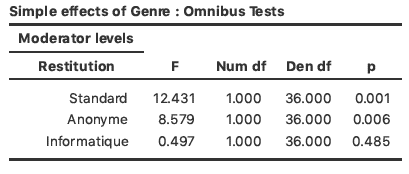 Simple effects of Genre : Omnibus Tests
Moderator levels
Restitution F Num df Den df p
Standard 12.431 1.000 36.000 0.001
Anonyme 8.579 1.000 36.000 0.006
Informatique 0.497 1.000 36.000 0.485